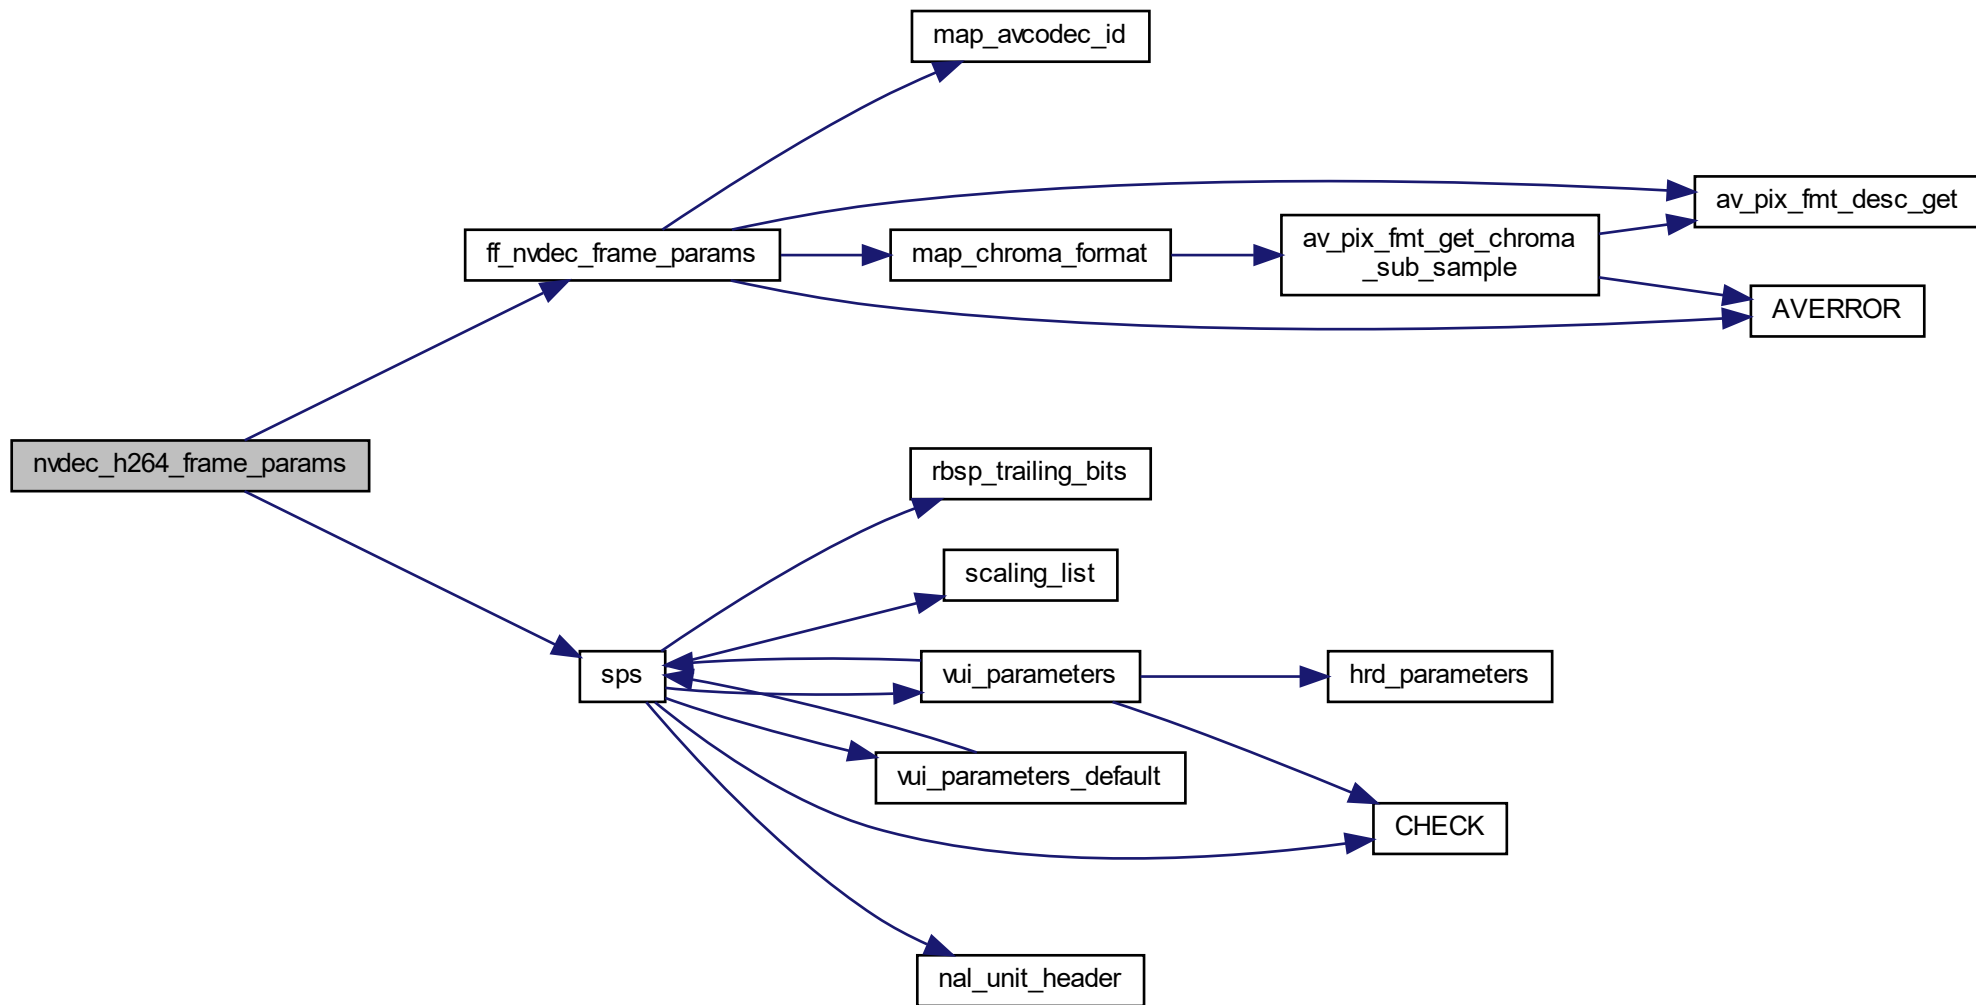 map_avcodec_id
av_pix_fmt_desc_get
ff_nvdec_frame_params
map_chroma_format
av_pix_fmt_get_chroma
_sub_sample
AVERROR
nvdec_h264_frame_params
rbsp_trailing_bits
scaling_list
sps
vui_parameters
hrd_parameters
vui_parameters_default
CHECK
nal_unit_header